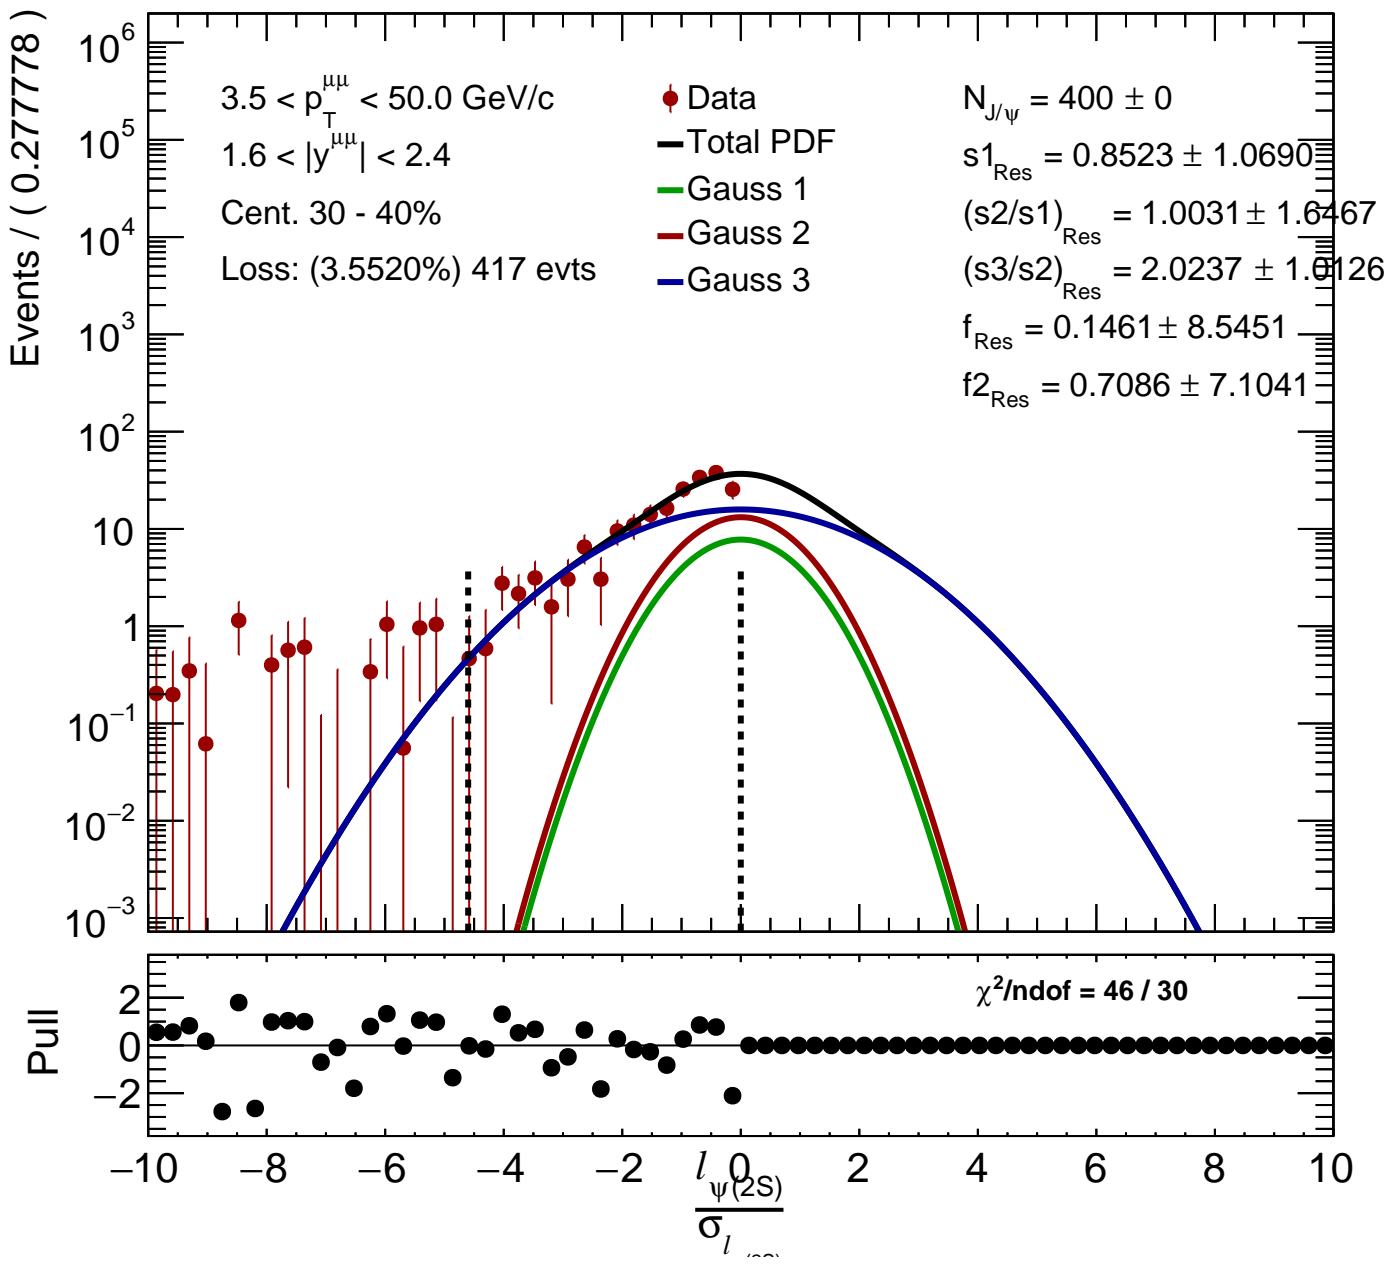 Events / ( 0.277778 )
10^6
10^5
10^4
10^3
10^2
10
1
10^−1
10^−2
10^−3
3.5 < p_T^μμ < 50.0 GeV/c
1.6 < |y^μμ| < 2.4
Cent. 30 - 40%
Loss: (3.5520%) 417 evts
Data
Total PDF
Gauss 1
Gauss 2
Gauss 3
N_J/ψ = 400 ± 0
s1_Res = 0.8523 ± 1.0690
(s2/s1)_Res = 1.0031 ± 1.6467
(s3/s2)_Res = 2.0237 ± 1.0126
f_Res = 0.1461 ± 8.5451
f2_Res = 0.7086 ± 7.1041
Pull
2
0
−2
χ²/ndof = 46 / 30
−10 −8 −6 −4 −2 0 2 4 6 8 10
l_ψ(2S)
σ_l